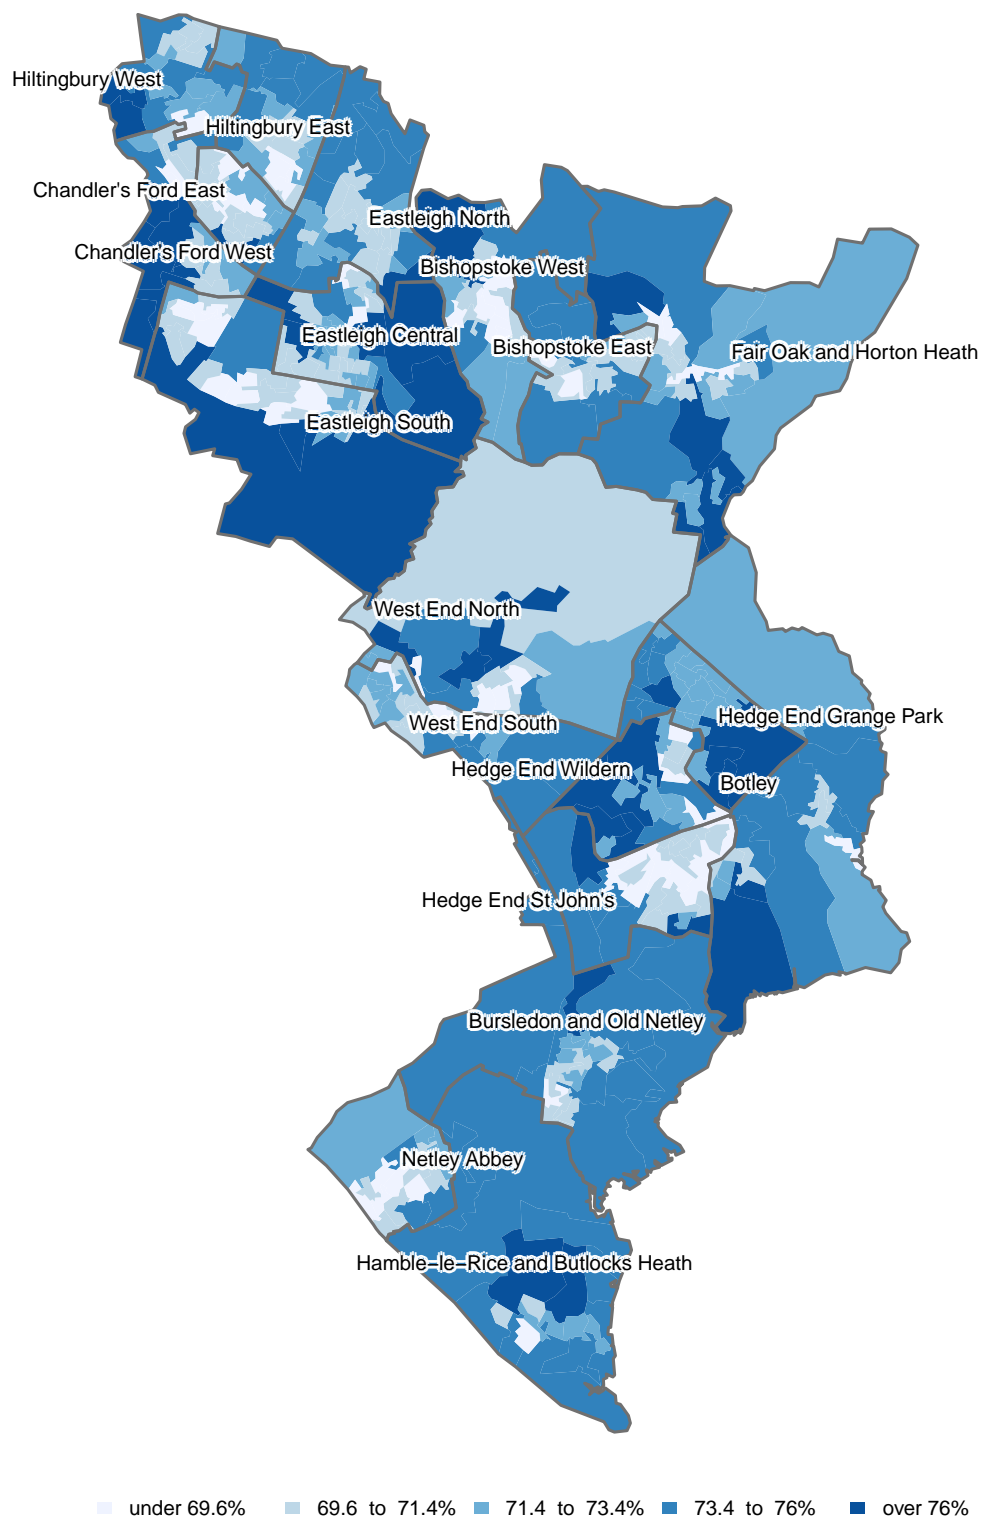 Hiltingbury West
Hiltingbury East
Chandler's Ford East
Eastleigh North
Chandler's Ford West
Bishopstoke West
Eastleigh Central
Bishopstoke East
Fair Oak and Horton Heath
Eastleigh South
West End North
Hedge End Grange Park
West End South
Hedge End Wildern
Botley
Hedge End St John's
Bursledon and Old Netley
Netley Abbey
Hamble−le−Rice and Butlocks Heath
under 69.6% 69.6 to 71.4% 71.4 to 73.4% 73.4 to 76% over 76%